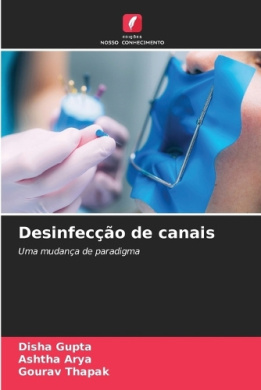 edições
NOSSO CONHECIMENTO
Desinfecção de canais
Uma mudança de paradigma
Disha Gupta
Ashtha Arya
Gourav Thapak